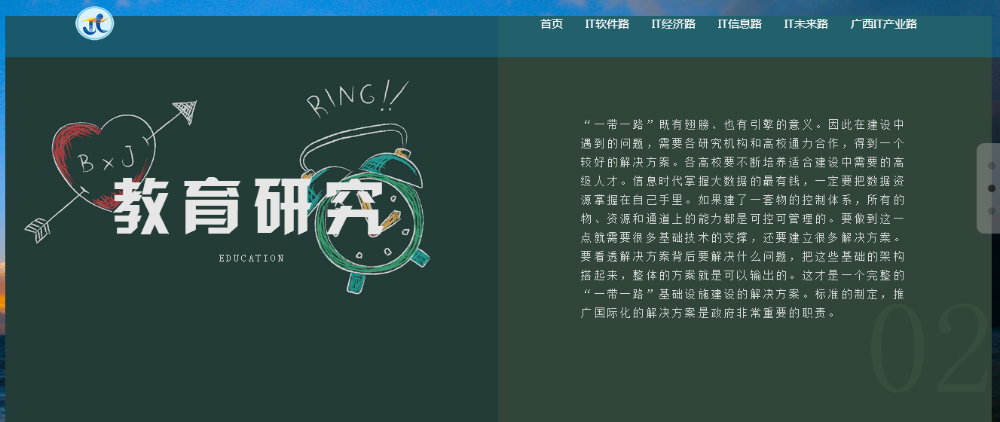 首页 IT软件路 IT经济路 IT信息路 IT未来路 广西IT产业路
RING!!
B x J
教育研究
EDUCATION
“一带一路”既有翅膀、也有引擎的意义。因此在建设中
遇到的问题，需要各研究机构和高校通力合作，得到一个
较好的解决方案。各高校要不断培养适合建设中需要的高
级人才。信息时代掌握大数据的最有钱，一定要把数据资
源掌握在自己手里。如果建了一套物的控制体系，所有的
物、资源和通道上的能力都是可控可管理的。要做到这一
点就需要很多基础技术的支撑，还要建立很多解决方案。
要看透解决方案背后要解决什么问题，把这些基础的架构
搭起来，整体的方案就是可以输出的。这才是一个完整的
“一带一路”基础设施建设的解决方案。标准的制定，推
广国际化的解决方案是政府非常重要的职责。
02